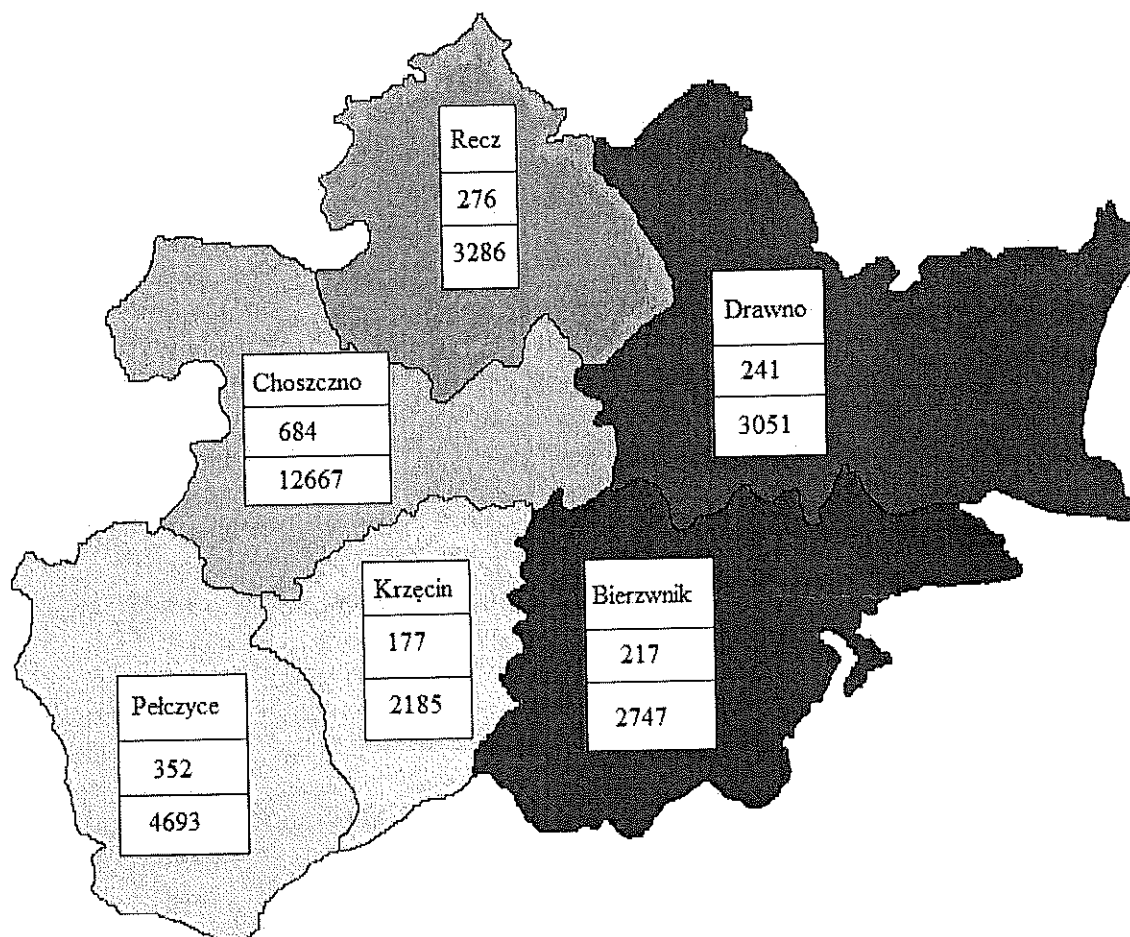 Recz
276
3286
Drawno
241
3051
Choszczno
684
12667
Krzęcin
177
2185
Bierzwnik
217
2747
Pełczyce
352
4693